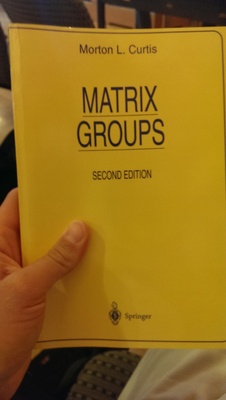 Morton L. Curtis
MATRIX
GROUPS
SECOND EDITION
Springer